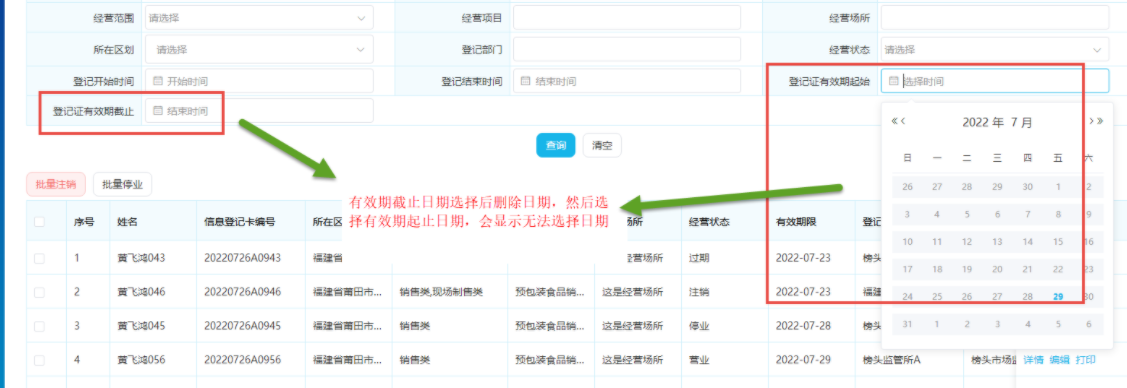 经营范围 请选择 经营项目 经营场所
所在区划 请选择 登记部门 经营状态 请选择
登记开始时间 开始时间 登记结束时间 结束时间 登记证有效期起始 选择时间
登记证有效期截止 结束时间
查询 清空
批量注销 批量停业
有效期截止日期选择后删除日期，然后选
择有效期起止日期，会显示无法选择日期
2022 年 7 月
日 一 二 三 四 五 六
26 27 28 29 30 1 2
3 4 5 6 7 8 9
10 11 12 13 14 15 16
17 18 19 20 21 22 23
24 25 26 27 28 29 30
31 1 2 3 4 5 6
序号 姓名 信息登记卡编号 所在区 场所 经营状态 有效期限 登记
1 黄飞鸿043 20220726A0943 福建省 经营场所 过期 2022-07-23 榜头
2 黄飞鸿046 20220726A0946 福建省莆田市... 销售类,现场制售类 预包装食品销... 这是经营场所 注销 2022-07-23 福建
3 黄飞鸿045 20220726A0945 福建省莆田市... 销售类 预包装食品销... 这是经营场所 停业 2022-07-28 榜头
4 黄飞鸿056 20220726A0956 福建省莆田市... 销售类 预包装食品销... 这是经营场所 营业 2022-07-29 榜头监管所A 榜头市场监 详情 编辑 打印